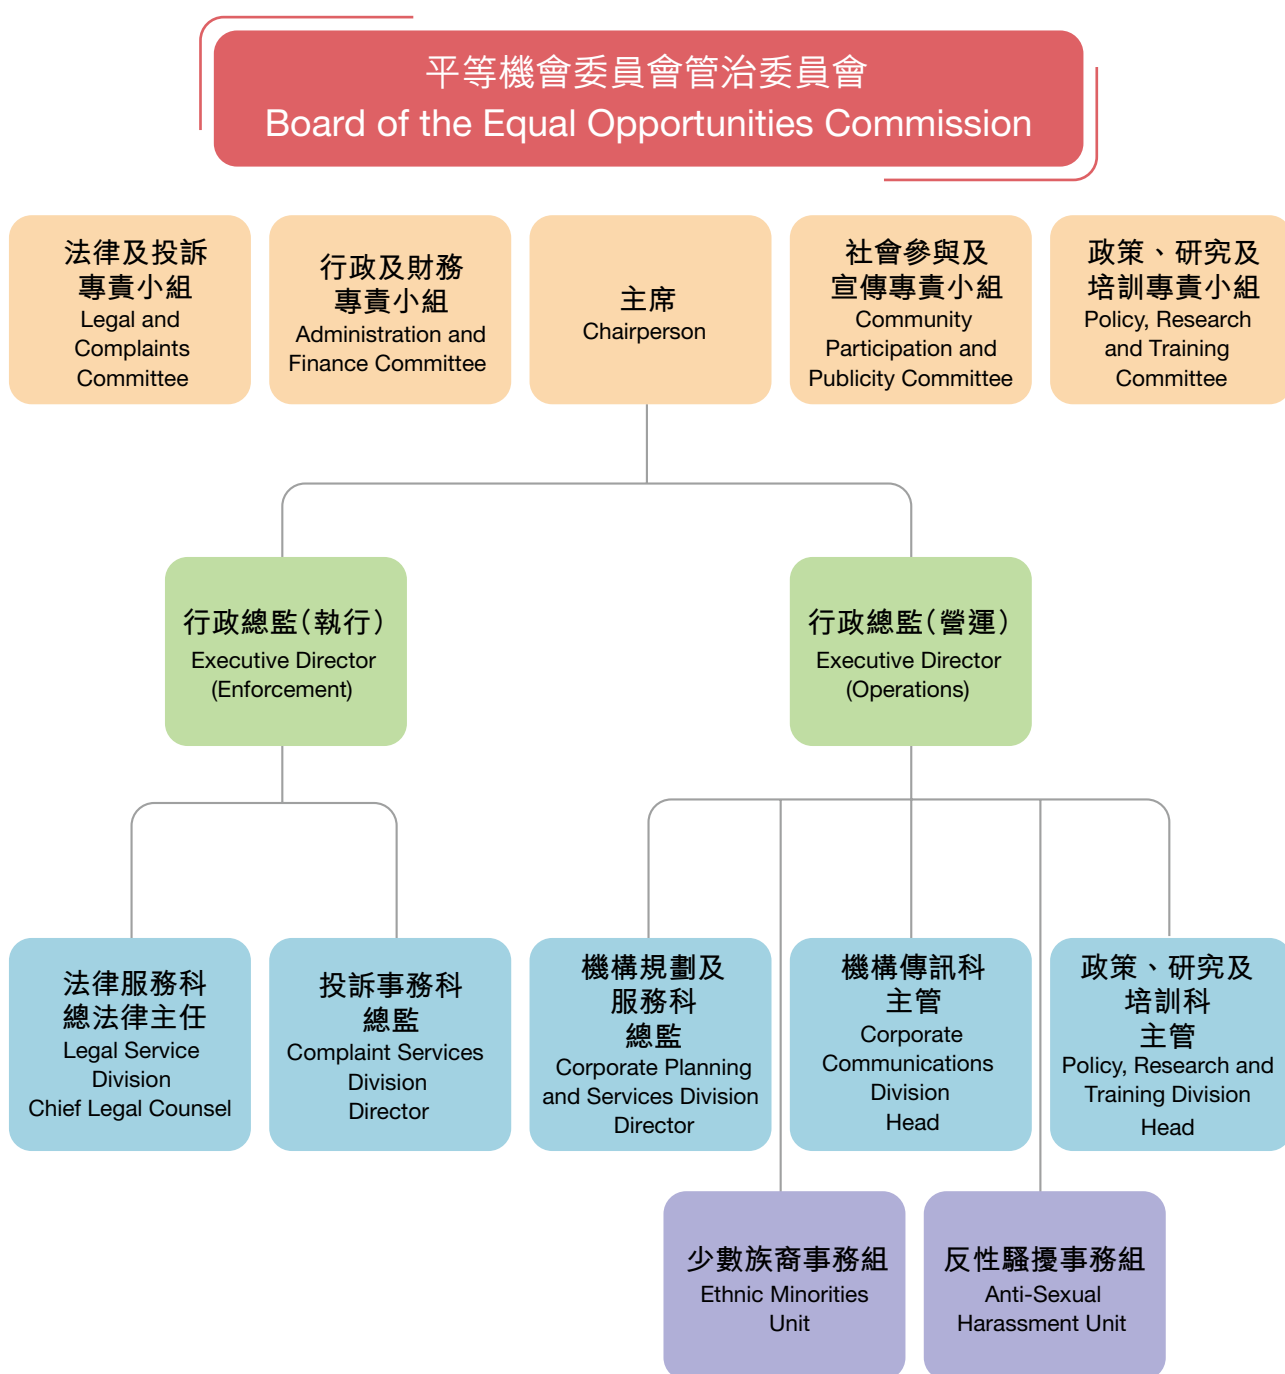 平等機會委員會管治委員會
Board of the Equal Opportunities Commission
法律及投訴
專責小組
Legal and
Complaints
Committee
行政及財務
專責小組
Administration and
Finance Committee
主席
Chairperson
社會參與及
宣傳專責小組
Community
Participation and
Publicity Committee
政策、研究及
培訓專責小組
Policy, Research
and Training
Committee
行政總監(執行)
Executive Director
(Enforcement)
行政總監(營運)
Executive Director
(Operations)
法律服務科
總法律主任
Legal Service
Division
Chief Legal Counsel
投訴事務科
總監
Complaint Services
Division
Director
機構規劃及
服務科
總監
Corporate Planning
and Services Division
Director
機構傳訊科
主管
Corporate
Communications
Division
Head
政策、研究及
培訓科
主管
Policy, Research and
Training Division
Head
少數族裔事務組
Ethnic Minorities
Unit
反性騷擾事務組
Anti-Sexual
Harassment Unit